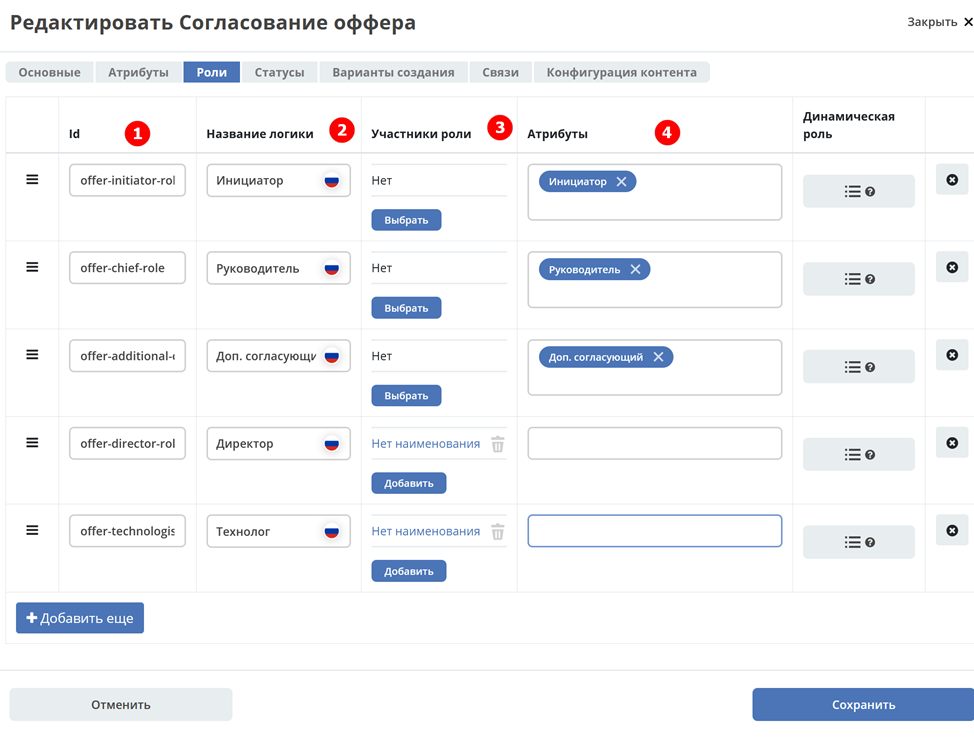 Редактировать Согласование оффера
Закрыть
Основные Атрибуты Роли Статусы Варианты создания Связи Конфигурация контента
Id 1 Название логики 2 Участники роли 3 Атрибуты 4 Динамическая роль
offer-initiator-rol Инициатор Нет Инициатор
Выбрать
offer-chief-role Руководитель Нет Руководитель
Выбрать
offer-additional- Доп. согласующи Нет Доп. согласующий
Выбрать
offer-director-rol Директор Нет наименования
Добавить
offer-technologis Технолог Нет наименования
Добавить
Добавить еще
Отменить Сохранить